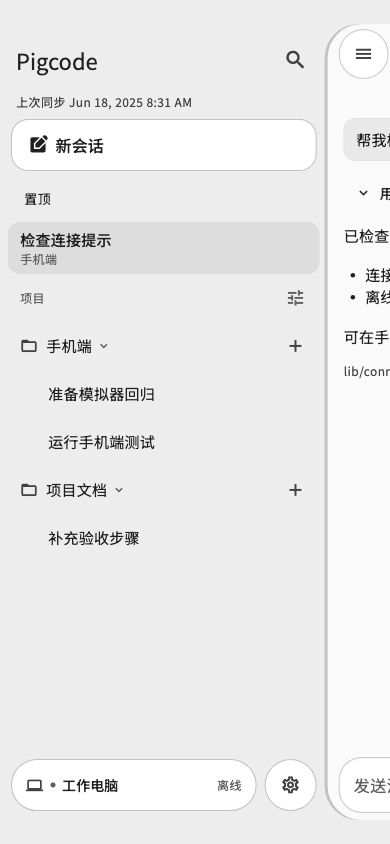 Pigcode
上次同步 Jun 18, 2025 8:31 AM
新会话
置顶
检查连接提示
手机端
项目
手机端
准备模拟器回归
运行手机端测试
项目文档
补充验收步骤
工作电脑
离线
帮我
已检查
连接
离线
可在手
lib/conn
发送